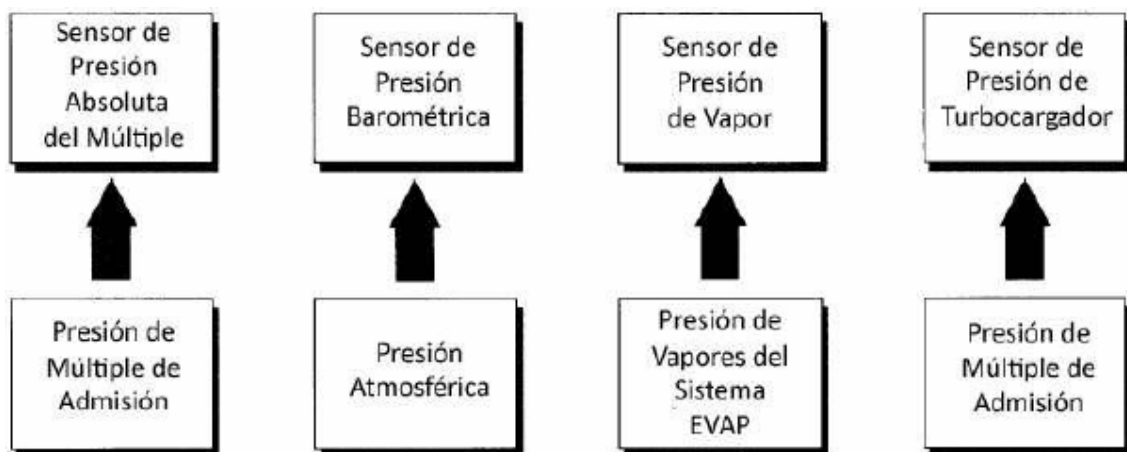 Sensor de
Presión
Absoluta
del Múltiple
Sensor de
Presión
Barométrica
Sensor de
Presión
de Vapor
Sensor de
Presión de
Turbocargador
Presión de
Múltiple de
Admisión
Presión
Atmosférica
Presión de
Vapores del
Sistema
EVAP
Presión de
Múltiple de
Admisión